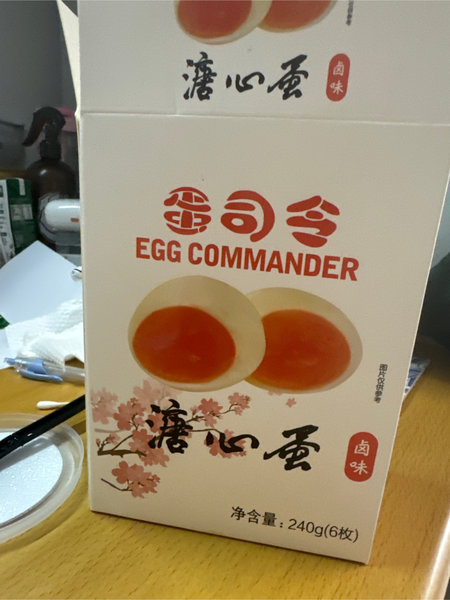 溏心蛋
卤味
蛋司令
EGG COMMANDER
图片仅供参考
溏心蛋
卤味
净含量：240g(6枚)